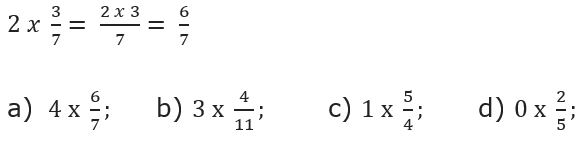 2 x 3/7 = 2 x 3/7 = 6/7
a) 4 x 6/7; b) 3 x 4/11; c) 1 x 5/4; d) 0 x 2/5;